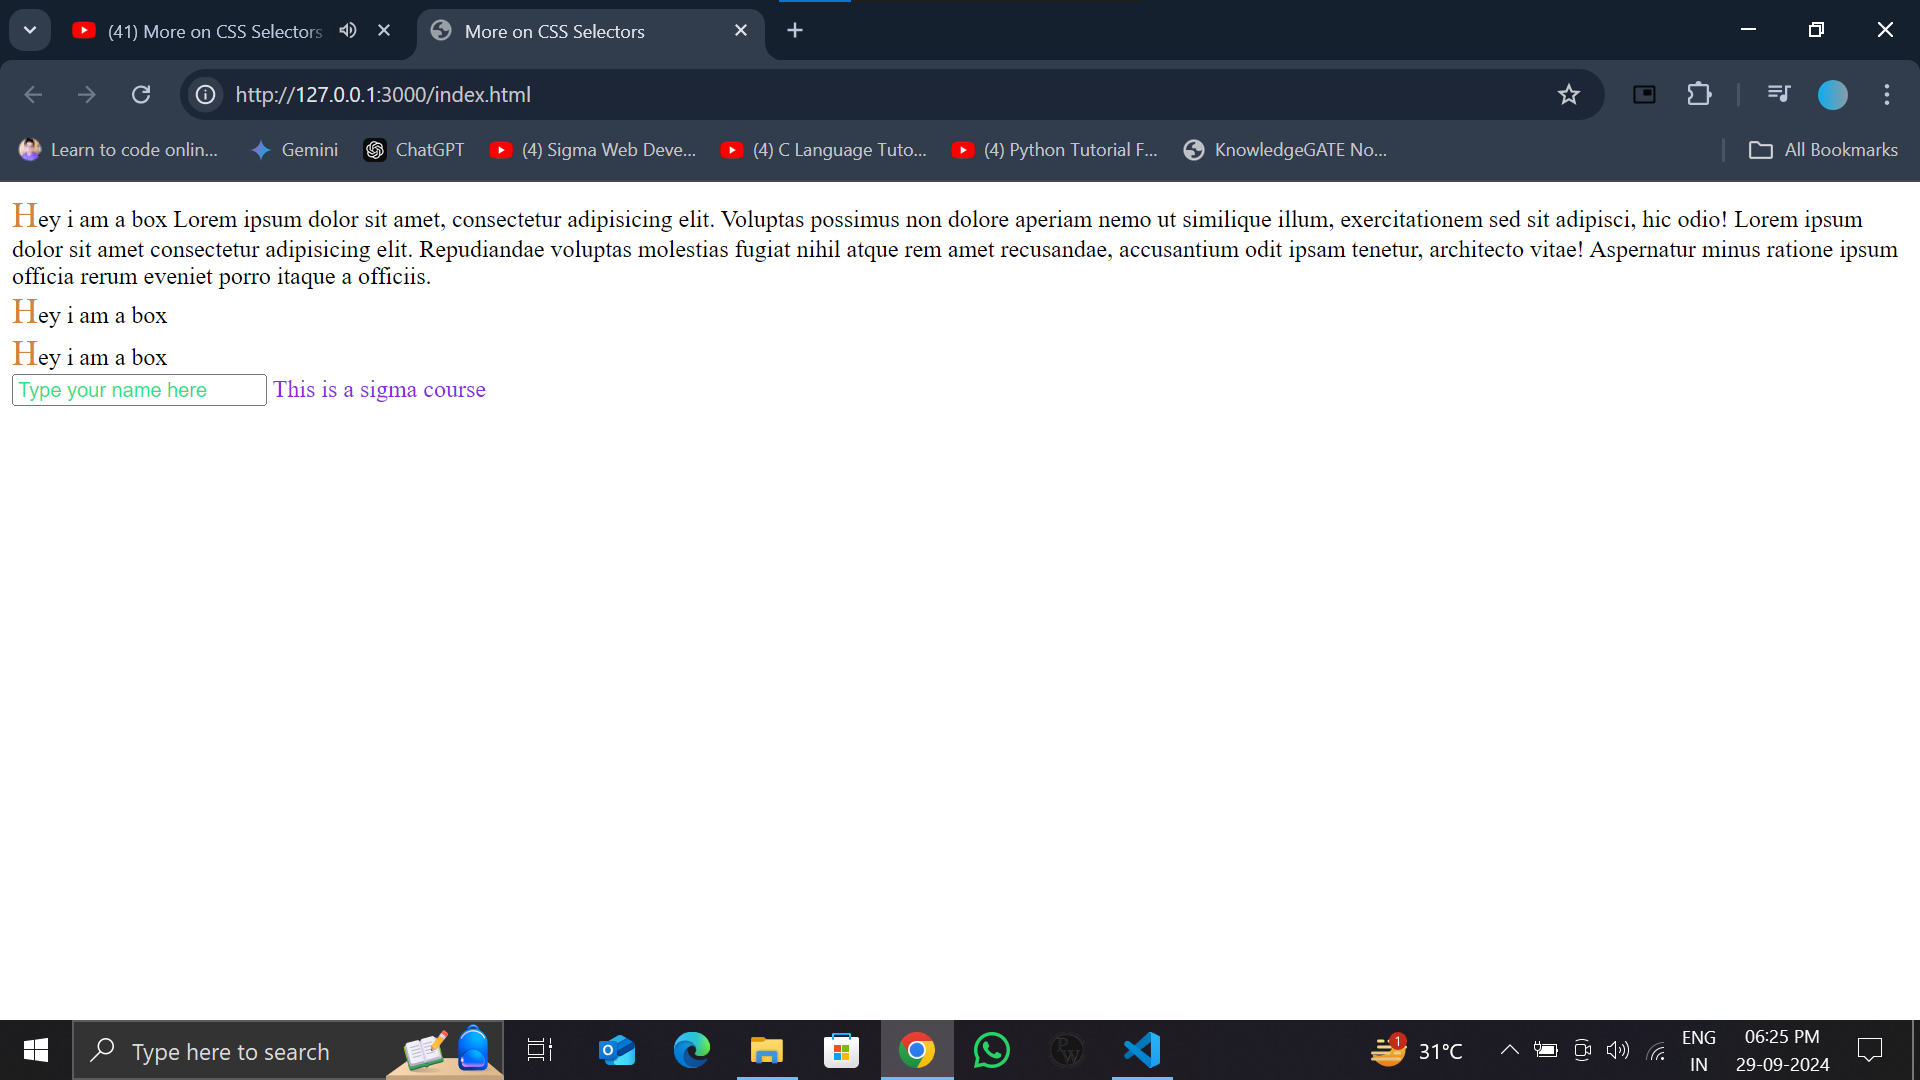 (41) More on CSS Selectors
More on CSS Selectors
http://127.0.0.1:3000/index.html
Learn to code onlin...
Gemini
ChatGPT
(4) Sigma Web Deve...
(4) C Language Tuto...
(4) Python Tutorial F...
KnowledgeGATE No...
All Bookmarks
Hey i am a box Lorem ipsum dolor sit amet, consectetur adipisicing elit. Voluptas possimus non dolore aperiam nemo ut similique illum, exercitationem sed sit adipisci, hic odio! Lorem ipsum
dolor sit amet consectetur adipisicing elit. Repudiandae voluptas molestias fugiat nihil atque rem amet recusandae, accusantium odit ipsam tenetur, architecto vitae! Aspernatur minus ratione ipsum
officia rerum eveniet porro itaque a officiis.
Hey i am a box
Hey i am a box
Type your name here This is a sigma course
Type here to search
1
31°C
ENG
IN
06:25 PM
29-09-2024